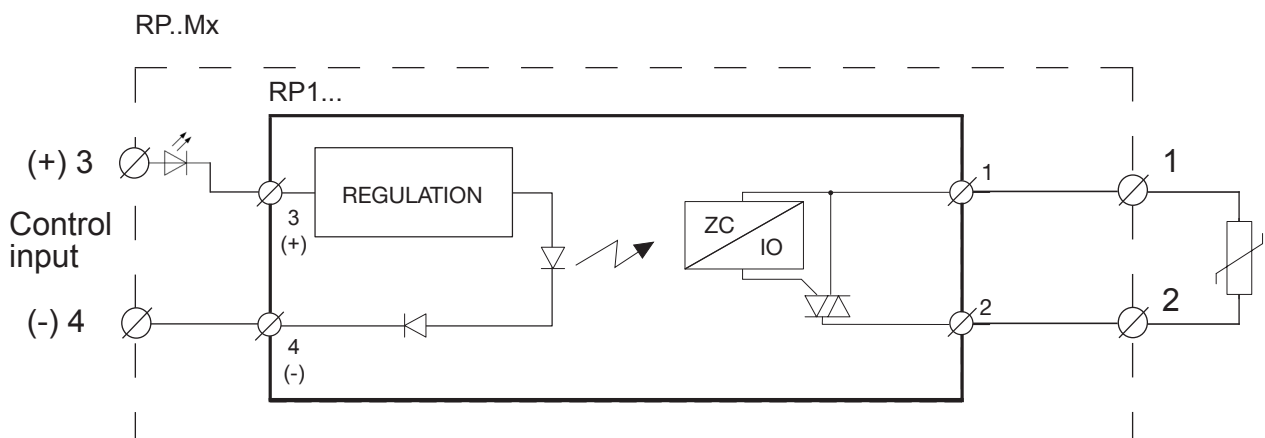 RP..Mx
RP1...
(+) 3
REGULATION
1
1
3
(+)
ZC
IO
Control
input
(-) 4
2
2
4
(-)